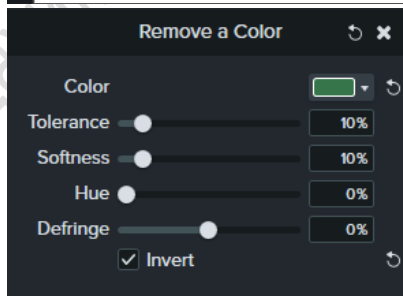 Remove a Color
Color
Tolerance 10%
Softness 10%
Hue 0%
Defringe 0%
Invert